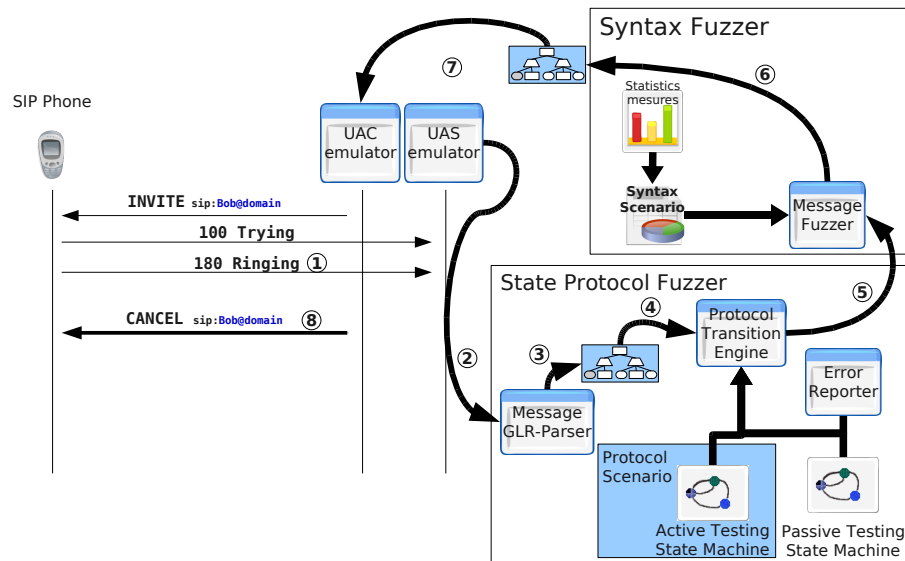 Syntax Fuzzer
⑦
⑥
Statistics
mesures
SIP Phone
UAC
emulator
UAS
emulator
Syntax
Scenario
Message
Fuzzer
INVITE sip:Bob@domain
100 Trying
180 Ringing ①
State Protocol Fuzzer
⑤
④
CANCEL sip:Bob@domain ⑧
Protocol
Transition
Engine
②
③
Error
Reporter
Message
GLR-Parser
Protocol
Scenario
Active Testing
State Machine
Passive Testing
State Machine